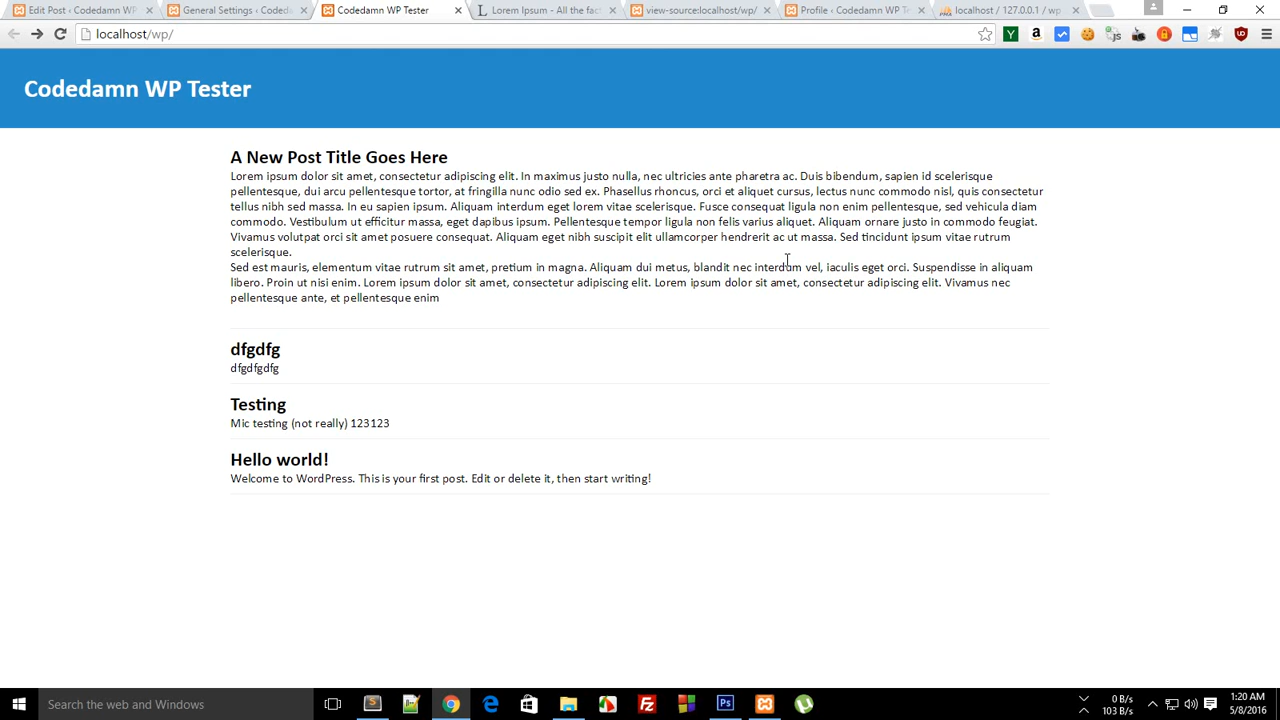 Edit Post ‹ Codedamn WP
General Settings ‹ Coded
Codedamn WP Tester
Lorem Ipsum - All the fac
view-source:localhost/wp/
Profile ‹ Codedamn WP Te
localhost / 127.0.0.1 / wp
localhost/wp/
Codedamn WP Tester
A New Post Title Goes Here
Lorem ipsum dolor sit amet, consectetur adipiscing elit. In maximus justo nulla, nec ultricies ante pharetra ac. Duis bibendum, sapien id scelerisque
pellentesque, dui arcu pellentesque tortor, at fringilla nunc odio sed ex. Phasellus rhoncus, orci et aliquet cursus, lectus nunc commodo nisl, quis consectetur
tellus nibh sed massa. In eu sapien ipsum. Aliquam interdum eget lorem vitae scelerisque. Fusce consequat ligula non enim pellentesque, sed vehicula diam
commodo. Vestibulum ut efficitur massa, eget dapibus ipsum. Pellentesque tempor ligula non felis varius aliquet. Aliquam ornare justo in commodo feugiat.
Vivamus volutpat orci sit amet posuere consequat. Aliquam eget nibh suscipit elit ullamcorper hendrerit ac ut massa. Sed tincidunt ipsum vitae rutrum
scelerisque.
Sed est mauris, elementum vitae rutrum sit amet, pretium in magna. Aliquam dui metus, blandit nec interdum vel, iaculis eget orci. Suspendisse in aliquam
libero. Proin ut nisi enim. Lorem ipsum dolor sit amet, consectetur adipiscing elit. Lorem ipsum dolor sit amet, consectetur adipiscing elit. Vivamus nec
pellentesque ante, et pellentesque enim
dfgdfg
dfgdfgdfg
Testing
Mic testing (not really) 123123
Hello world!
Welcome to WordPress. This is your first post. Edit or delete it, then start writing!
Search the web and Windows
0 B/s
103 B/s
1:20 AM
5/8/2016